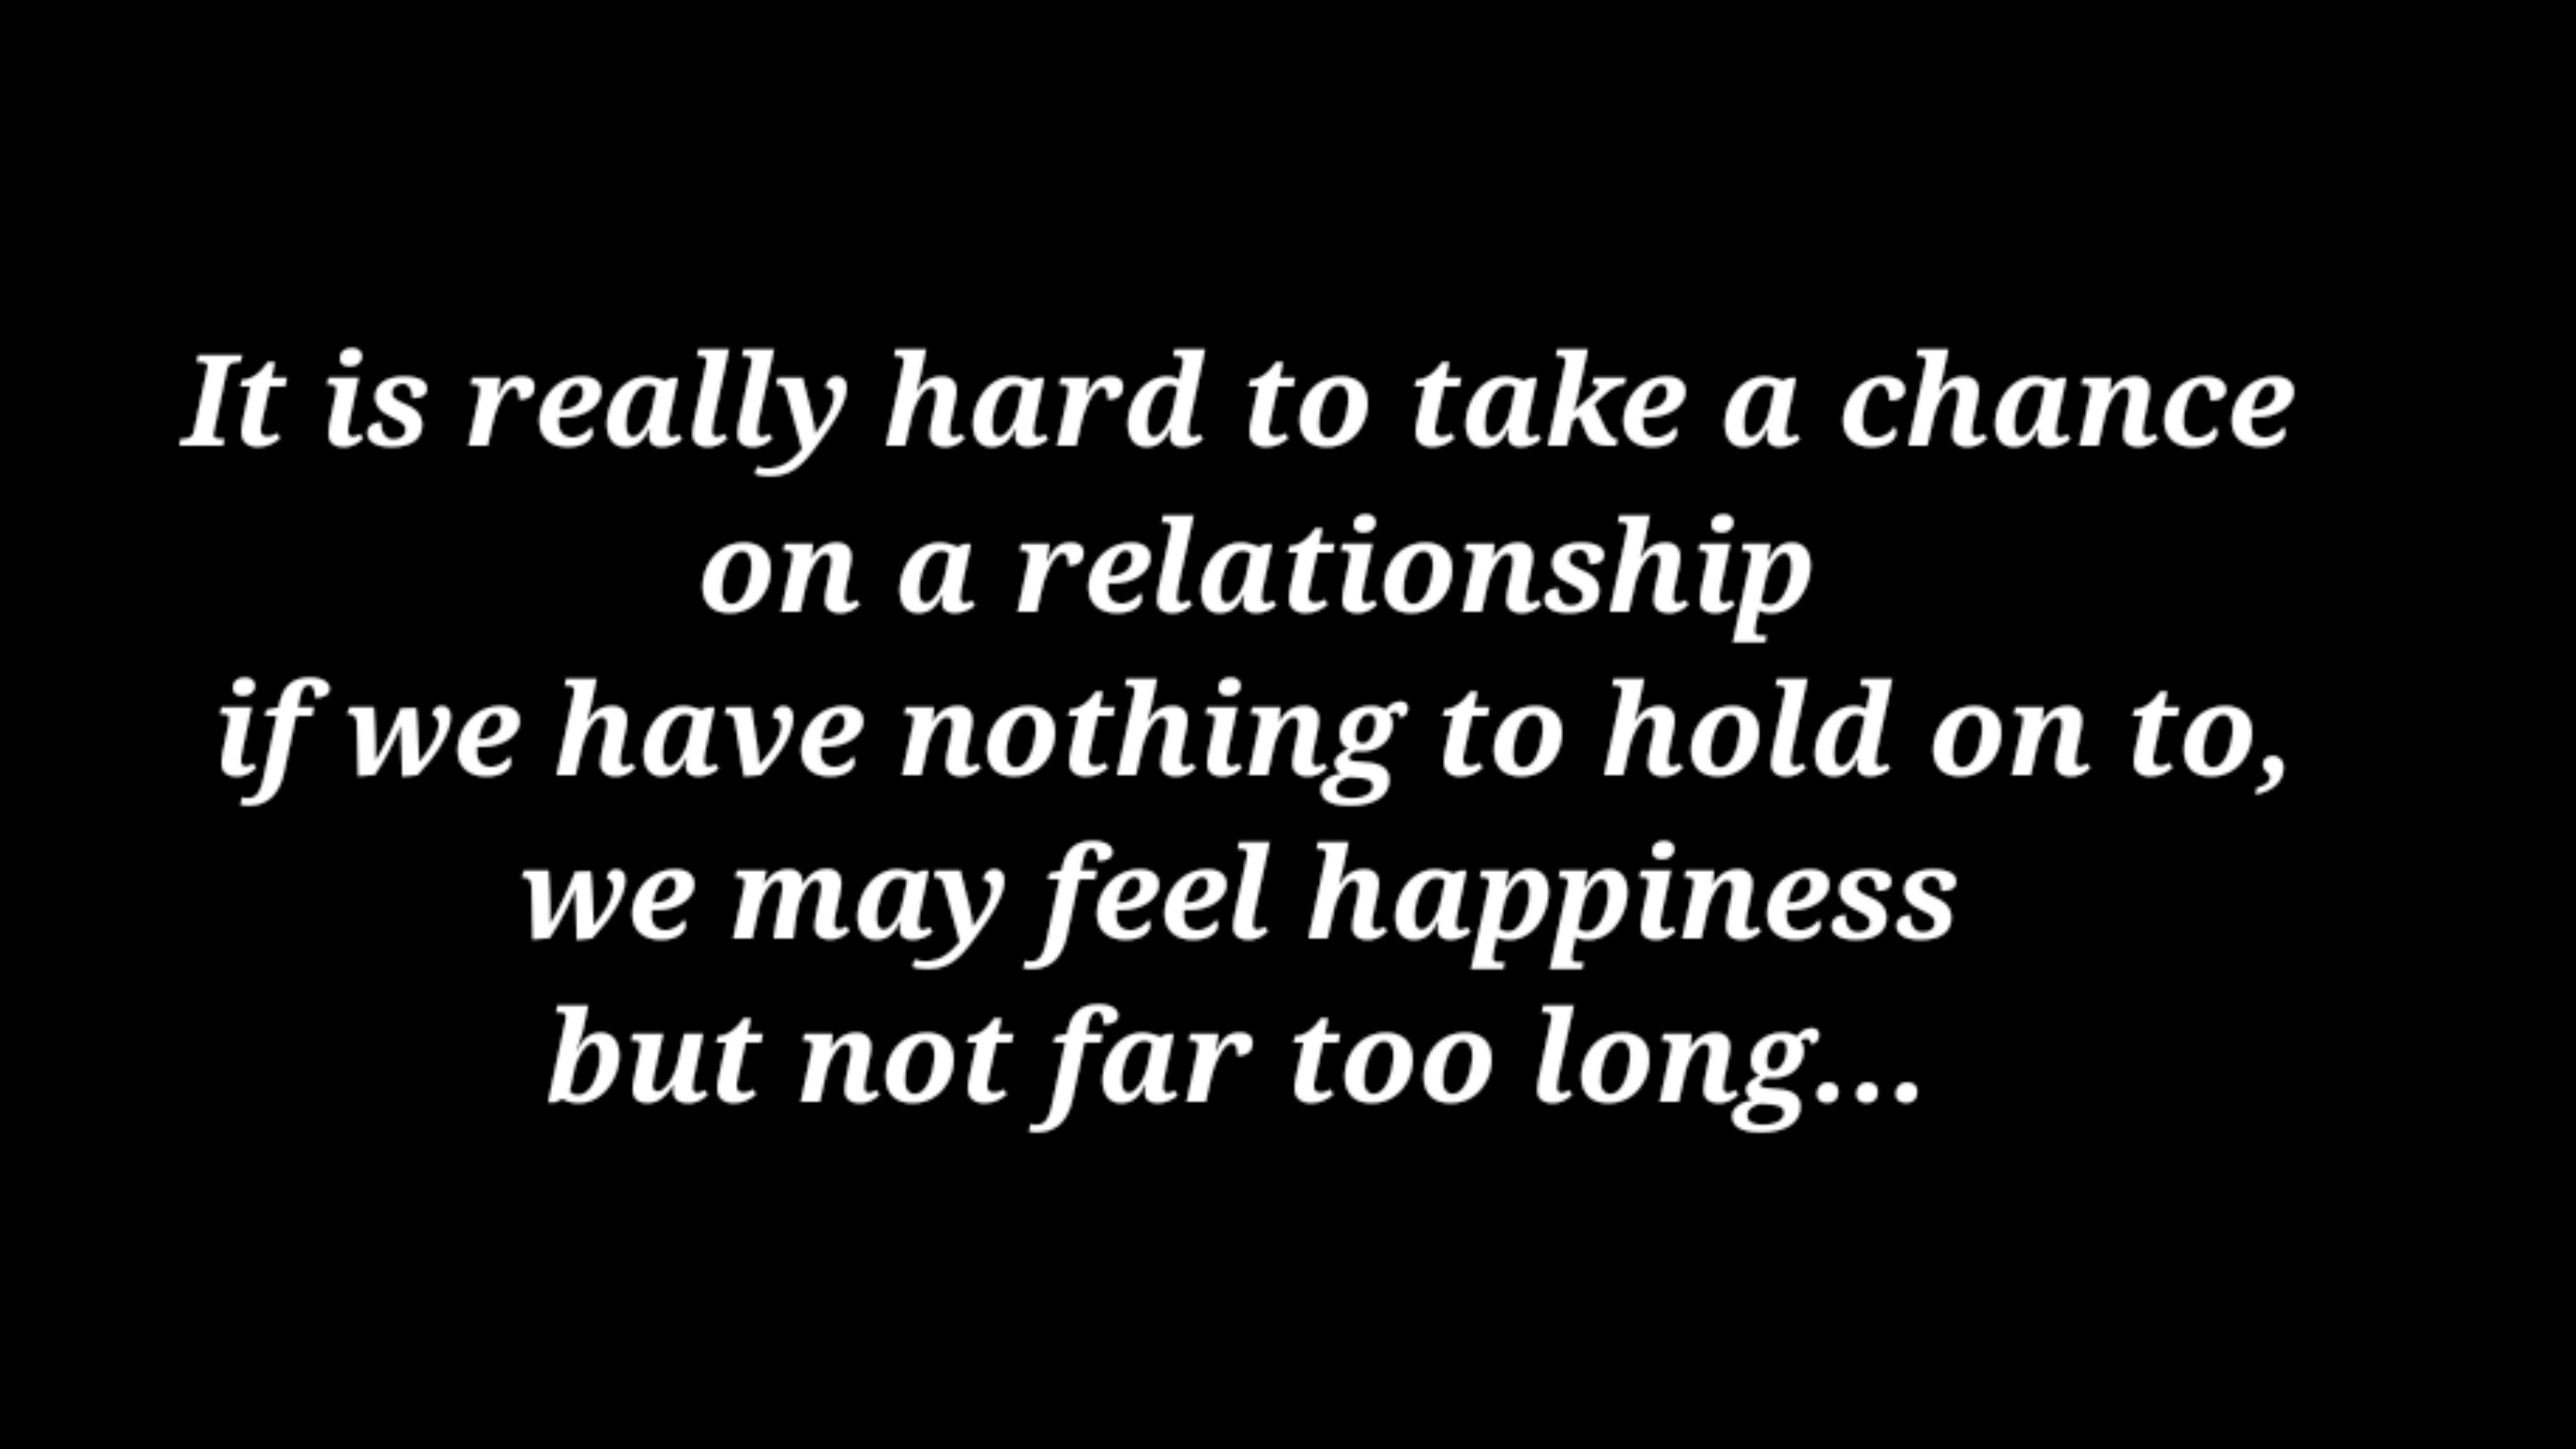 It is really hard to take a chance
on a relationship
if we have nothing to hold on to,
we may feel happiness
but not far too long...